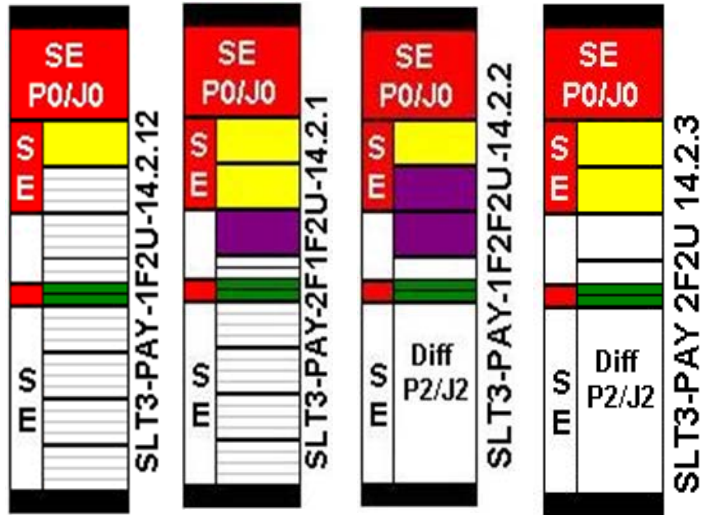 SE
P0/J0
S
E
S
E
SLT3-PAY-1F2U-14.2.12
SE
P0/J0
S
E
S
E
SLT3-PAY-2F1F2U-14.2.1
SE
P0/J0
S
E
S
E
Diff
P2/J2
SLT3-PAY-1F2F2U-14.2.2
SE
P0/J0
S
E
S
E
Diff
P2/J2
SLT3-PAY 2F2U 14.2.3